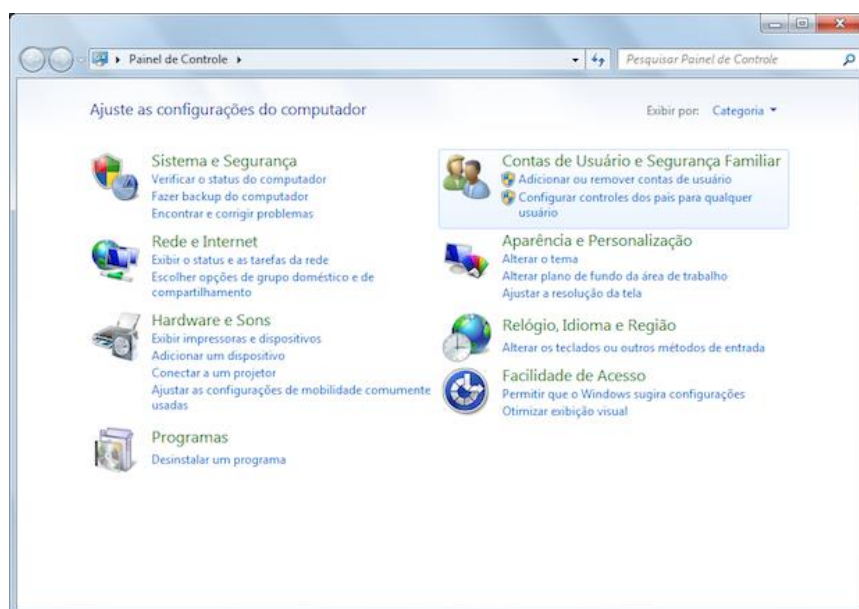 Painel de Controle
Pesquisar Painel de Controle
Ajuste as configurações do computador
Exibir por: Categoria
Sistema e Segurança
Verificar o status do computador
Fazer backup do computador
Encontrar e corrigir problemas
Rede e Internet
Exibir o status e as tarefas da rede
Escolher opções de grupo doméstico e de
compartilhamento
Hardware e Sons
Exibir impressoras e dispositivos
Adicionar um dispositivo
Conectar a um projetor
Ajustar as configurações de mobilidade comumente
usadas
Programas
Desinstalar um programa
Contas de Usuário e Segurança Familiar
Adicionar ou remover contas de usuário
Configurar controles dos pais para qualquer
usuário
Aparência e Personalização
Alterar o tema
Alterar plano de fundo da área de trabalho
Ajustar a resolução da tela
Relógio, Idioma e Região
Alterar os teclados ou outros métodos de entrada
Facilidade de Acesso
Permitir que o Windows sugira configurações
Otimizar exibição visual